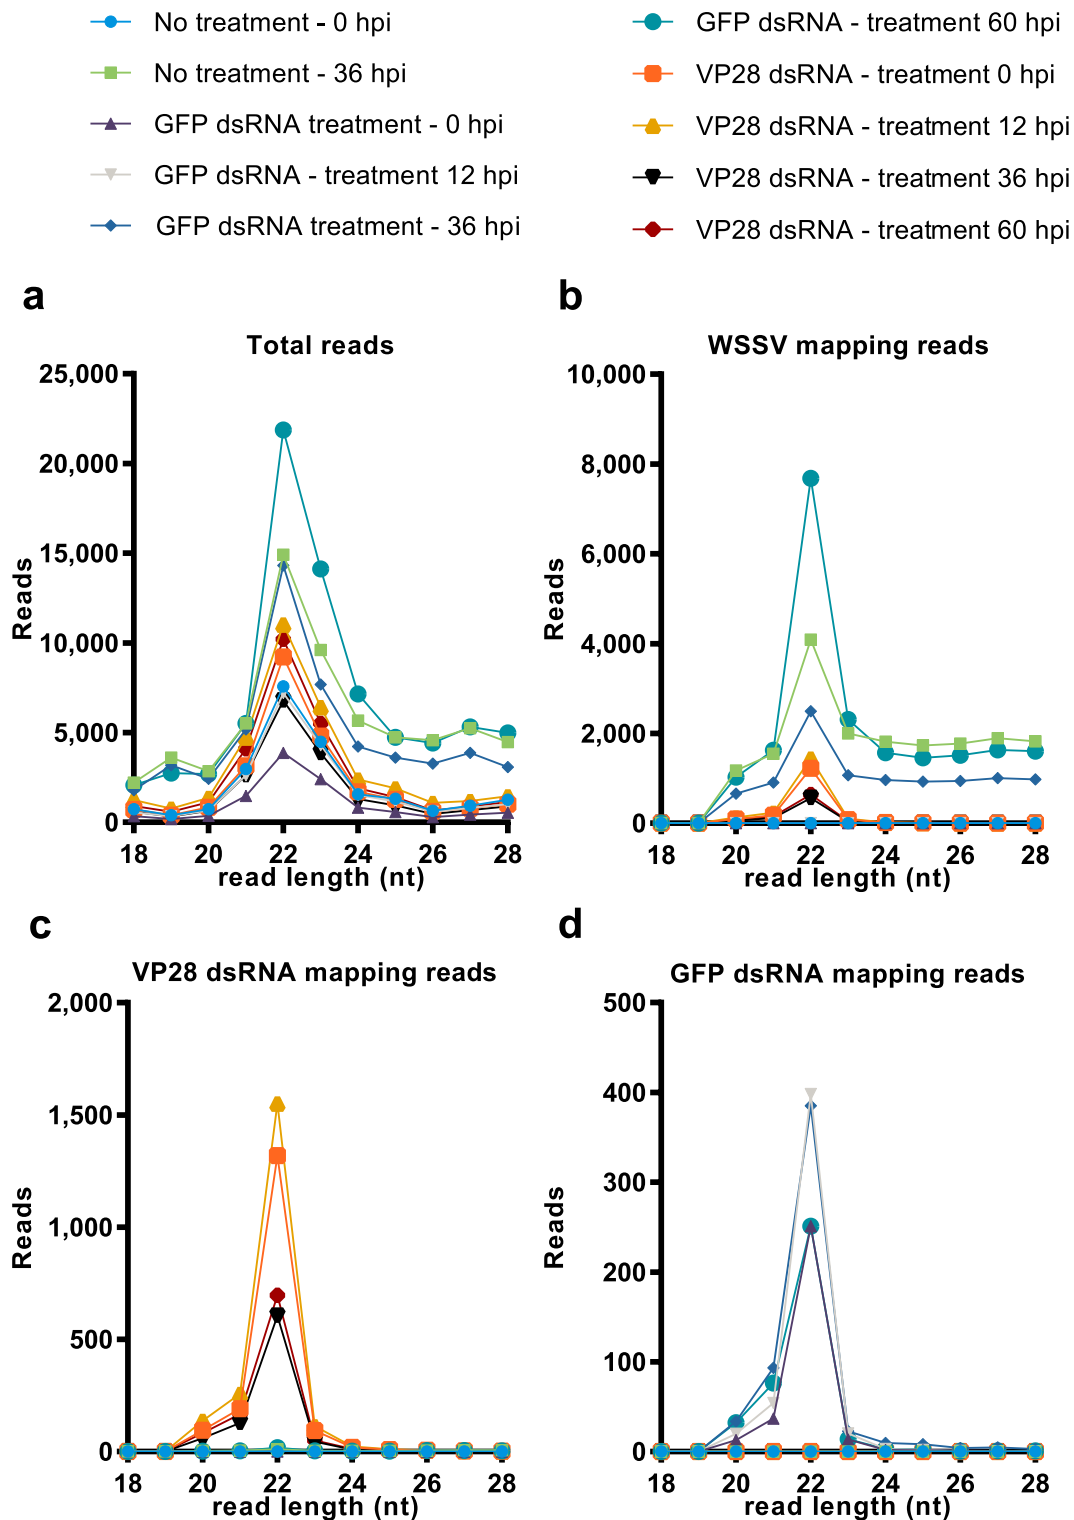 No treatment - 0 hpi
No treatment - 36 hpi
GFP dsRNA treatment - 0 hpi
GFP dsRNA - treatment 12 hpi
GFP dsRNA treatment - 36 hpi
GFP dsRNA - treatment 60 hpi
VP28 dsRNA - treatment 0 hpi
VP28 dsRNA - treatment 12 hpi
VP28 dsRNA - treatment 36 hpi
VP28 dsRNA - treatment 60 hpi
a
Total reads
25,000
20,000
15,000
10,000
5,000
0
Reads
18 20 22 24 26 28
read length (nt)
b
WSSV mapping reads
10,000
8,000
6,000
4,000
2,000
0
Reads
18 20 22 24 26 28
read length (nt)
c
VP28 dsRNA mapping reads
2,000
1,500
1,000
500
0
Reads
18 20 22 24 26 28
read length (nt)
d
GFP dsRNA mapping reads
500
400
300
200
100
0
Reads
18 20 22 24 26 28
read length (nt)